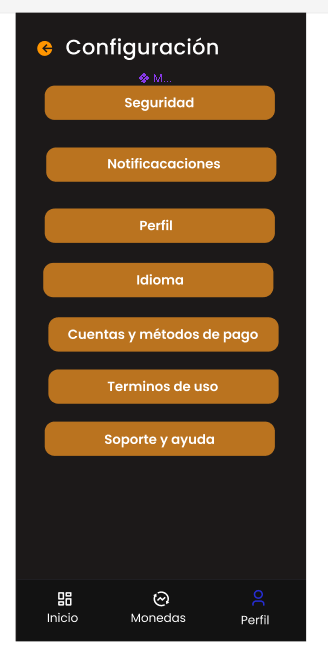 Configuración
M...
Seguridad
Notificacaciones
Perfil
Idioma
Cuentas y métodos de pago
Terminos de uso
Soporte y ayuda
Inicio
Monedas
Perfil